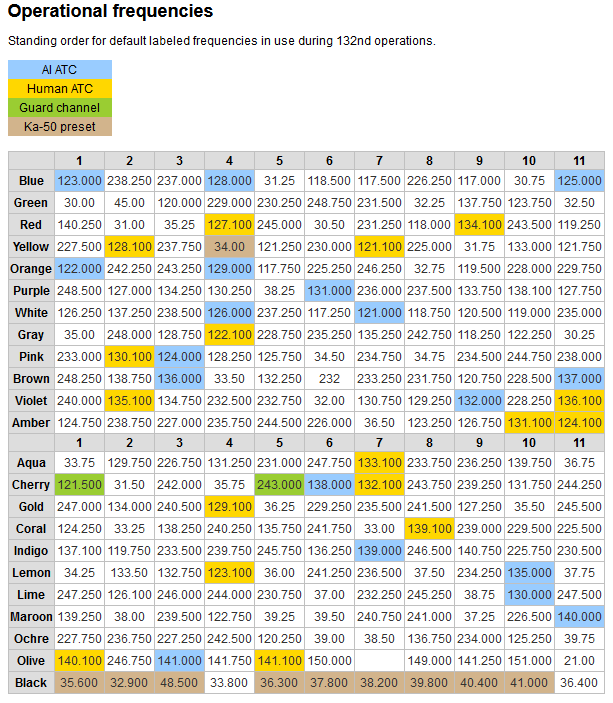 Operational frequencies
Standing order for default labeled frequencies in use during 132nd operations.
AI ATC
Human ATC
Guard channel
Ka-50 preset
1 2 3 4 5 6 7 8 9 10 11
Blue 123.000 238.250 237.000 128.000 31.25 118.500 117.500 226.250 117.000 30.75 125.000
Green 30.00 45.00 120.000 229.000 230.250 248.750 231.500 32.25 137.750 123.750 32.50
Red 140.250 31.00 35.25 127.100 245.000 30.50 231.250 118.000 134.100 243.500 119.250
Yellow 227.500 128.100 237.750 34.00 121.250 230.000 121.100 225.000 31.75 133.000 121.750
Orange 122.000 242.250 243.250 129.000 117.750 225.250 246.250 32.75 119.500 228.000 229.750
Purple 248.500 127.000 134.250 130.250 38.25 131.000 236.000 237.500 133.750 138.100 127.750
White 126.250 137.250 238.500 126.000 237.250 117.250 121.000 118.750 120.500 119.000 235.000
Gray 35.00 248.000 128.750 122.100 228.750 235.250 135.250 242.750 118.250 122.250 30.25
Pink 233.000 130.100 124.000 128.250 125.750 34.50 234.750 34.75 234.500 244.750 238.000
Brown 248.250 138.750 136.000 33.50 132.250 232 233.250 231.750 120.750 228.500 137.000
Violet 240.000 135.100 134.750 232.500 232.750 32.00 130.750 129.250 132.000 228.250 136.100
Amber 124.750 238.750 227.000 235.750 244.500 226.000 36.50 123.250 126.750 131.100 124.100
1 2 3 4 5 6 7 8 9 10 11
Aqua 33.75 129.750 226.750 131.250 231.000 247.750 133.100 233.750 236.250 139.750 36.75
Cherry 121.500 31.50 242.000 35.75 243.000 138.000 132.100 243.750 239.250 131.750 244.250
Gold 247.000 134.000 240.500 129.100 36.25 229.250 235.500 241.500 127.250 35.50 245.500
Coral 124.250 33.25 138.250 240.250 135.750 241.750 33.00 139.100 239.000 229.500 225.500
Indigo 137.100 119.750 233.500 239.750 245.750 136.250 139.000 246.500 140.750 225.750 230.500
Lemon 34.25 133.50 132.750 123.100 36.00 241.250 236.500 37.50 234.250 135.000 37.75
Lime 247.250 126.100 246.000 244.000 230.750 37.00 232.250 245.250 38.75 130.000 247.500
Maroon 139.250 38.00 239.500 122.750 39.25 39.50 240.750 241.000 37.25 226.500 140.000
Ochre 227.750 236.750 227.250 242.500 120.250 39.00 38.50 136.750 234.000 125.250 39.75
Olive 140.100 246.750 141.000 141.750 141.100 150.000 149.000 141.250 151.000 21.00
Black 35.600 32.900 48.500 33.800 36.300 37.800 38.200 39.800 40.400 41.000 36.400